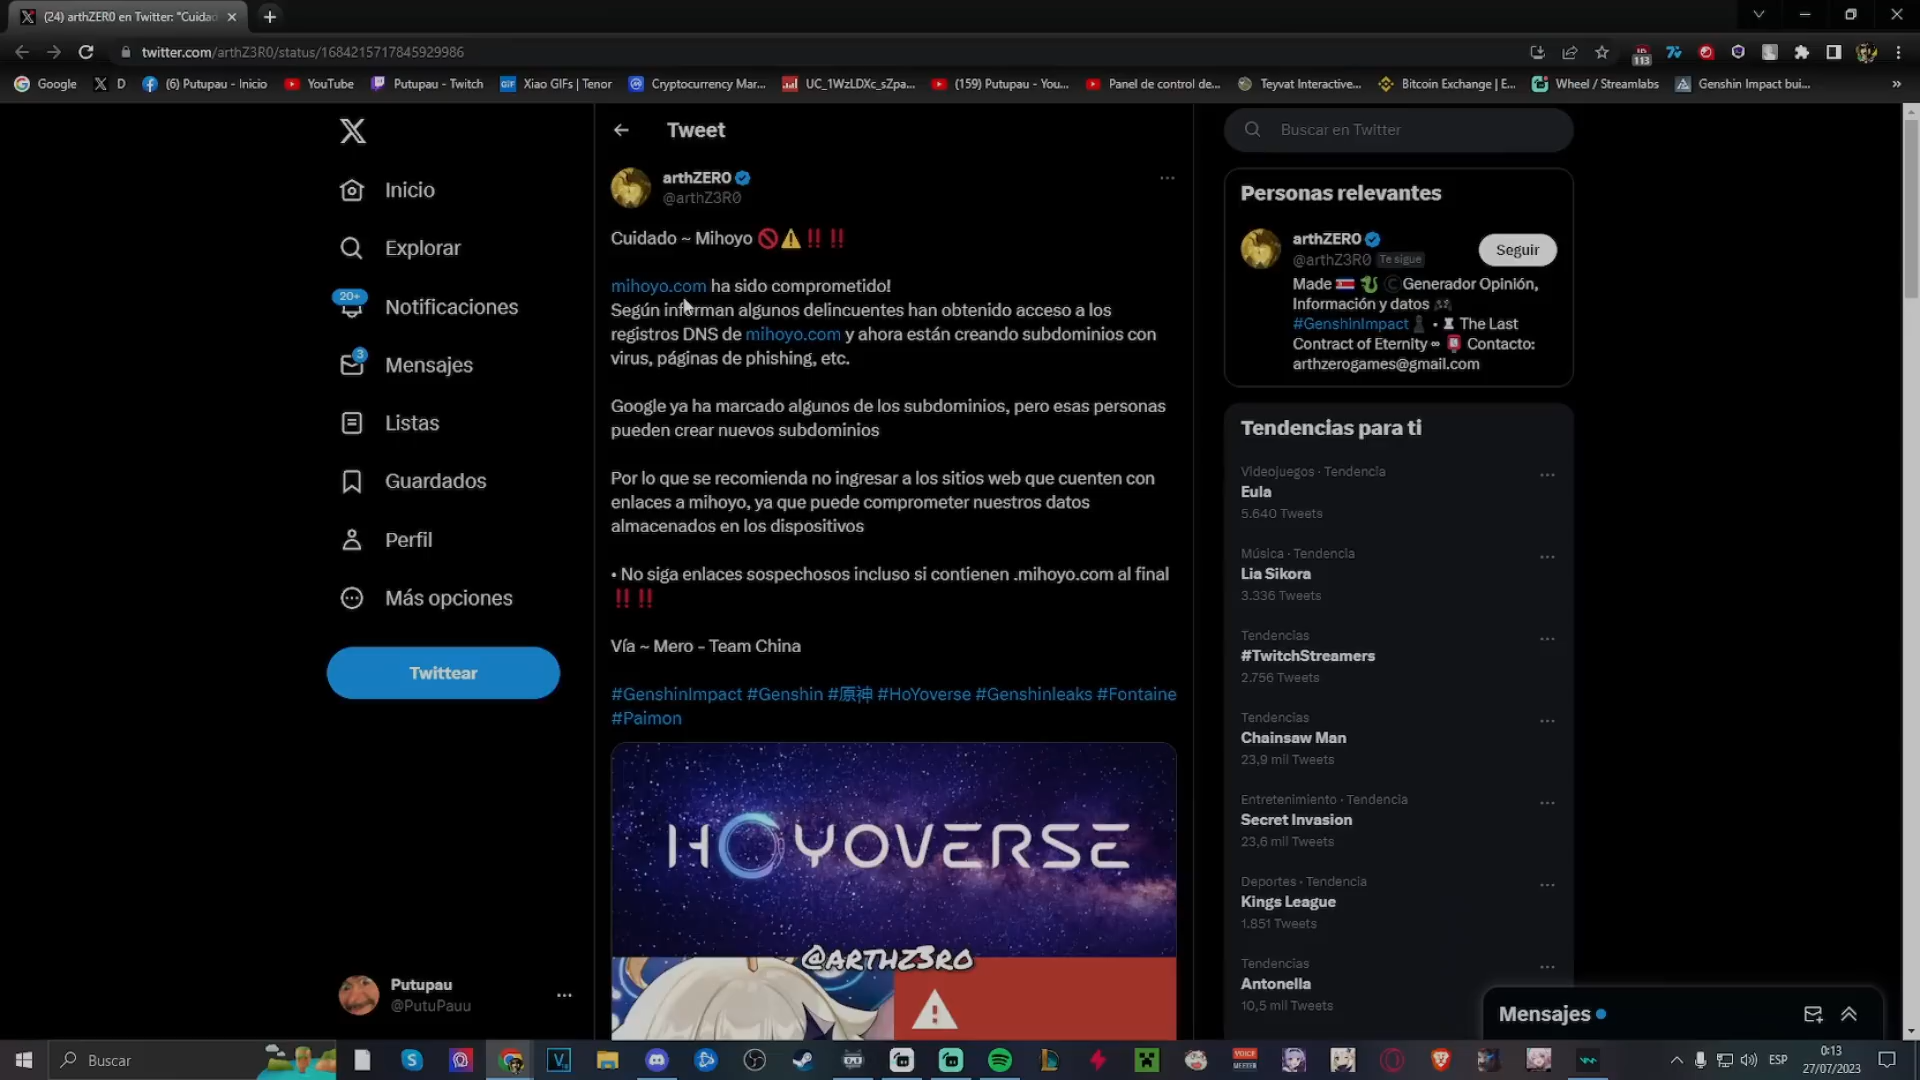 (24) arthZER0 en Twitter: "Cuidad
twitter.com/arthZ3R0/status/1684215717845929986
113
Google
D
(6) Putupau - Inicio
YouTube
Putupau - Twitch
Xiao GIFs | Tenor
Cryptocurrency Mar...
UC_1WzLDXc_sZpa...
(159) Putupau - You...
Panel de control de...
Teyvat Interactive...
Bitcoin Exchange | E...
Wheel / Streamlabs
Genshin Impact bui...
»
Inicio
Explorar
20+
Notificaciones
3
Mensajes
Listas
Guardados
Perfil
Más opciones
Twittear
Putupau
@PutuPauu
Tweet
arthZER0
@arthZ3R0
Cuidado ~ Mihoyo 🚫⚠️‼️‼️
mihoyo.com ha sido comprometido!
Según informan algunos delincuentes han obtenido acceso a los
registros DNS de mihoyo.com y ahora están creando subdominios con
virus, páginas de phishing, etc.
Google ya ha marcado algunos de los subdominios, pero esas personas
pueden crear nuevos subdominios
Por lo que se recomienda no ingresar a los sitios web que cuenten con
enlaces a mihoyo, ya que puede comprometer nuestros datos
almacenados en los dispositivos
• No siga enlaces sospechosos incluso si contienen .mihoyo.com al final
‼️‼️
Vía ~ Mero - Team China
#GenshinImpact #Genshin #原神 #HoYoverse #Genshinleaks #Fontaine
#Paimon
HOYOVERSE
@ARTHZ3R0
Buscar en Twitter
Personas relevantes
arthZER0
@arthZ3R0 Te sigue
Seguir
Made 🇨🇷 Generador Opinión,
Información y datos
#GenshinImpact • The Last
Contract of Eternity ∞ Contacto:
arthzerogames@gmail.com
Tendencias para ti
Videojuegos · Tendencia
Eula
5.640 Tweets
Música · Tendencia
Lia Sikora
3.336 Tweets
Tendencias
#TwitchStreamers
2.756 Tweets
Tendencias
Chainsaw Man
23,9 mil Tweets
Entretenimiento · Tendencia
Secret Invasion
23,6 mil Tweets
Deportes · Tendencia
Kings League
1.851 Tweets
Tendencias
Antonella
10,5 mil Tweets
Mensajes
Buscar
ESP
0:13
27/07/2023